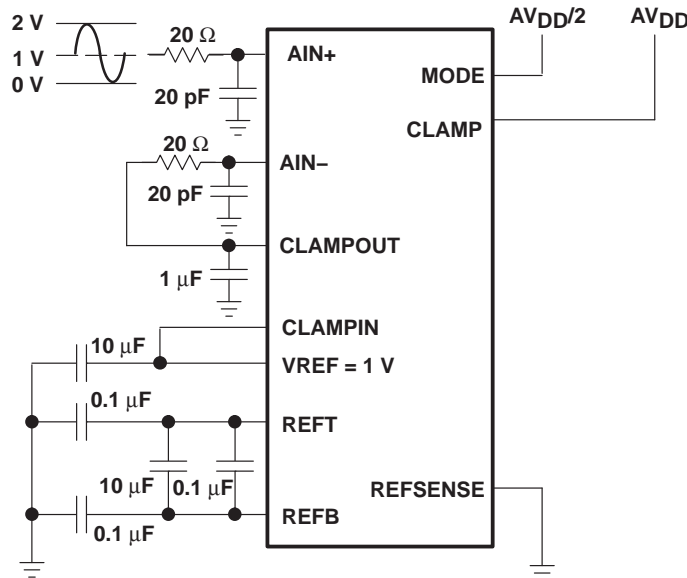 AVDD/2
AVDD
2 V
1 V
0 V
20 Ω
AIN+
20 pF
MODE
CLAMP
20 Ω
AIN–
20 pF
CLAMPOUT
1 μF
CLAMPIN
10 μF
VREF = 1 V
0.1 μF
REFT
10 μF
0.1 μF
REFSENSE
REFB
0.1 μF